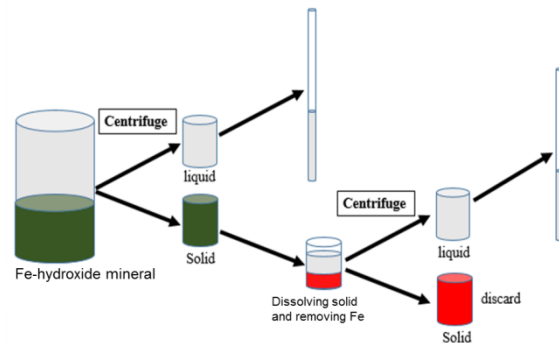 Centrifuge
liquid
Fe-hydroxide mineral
Solid
Centrifuge
Dissolving solid
and removing Fe
liquid
discard
Solid